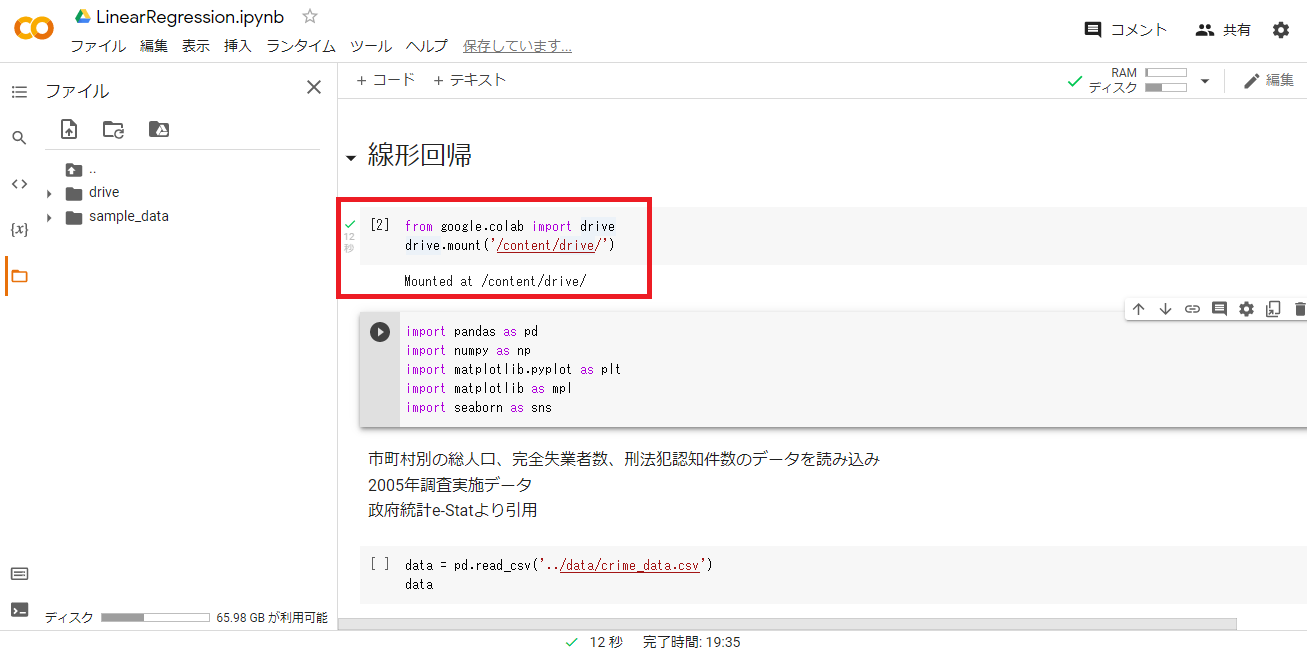 LinearRegression.ipynb
ファイル 編集 表示 挿入 ランタイム ツール ヘルプ 保存しています...
コメント 共有
ファイル
+ コード + テキスト
RAM
ディスク
編集
..
drive
sample_data
{x}
線形回帰
[2] from google.colab import drive
12
秒
drive.mount('/content/drive/')
Mounted at /content/drive/
import pandas as pd
import numpy as np
import matplotlib.pyplot as plt
import matplotlib as mpl
import seaborn as sns
市町村別の総人口、完全失業者数、刑法犯認知件数のデータを読み込み
2005年調査実施データ
政府統計e-Statより引用
[ ] data = pd.read_csv('../data/crime_data.csv')
data
ディスク 65.98 GB が利用可能
12 秒 完了時間: 19:35